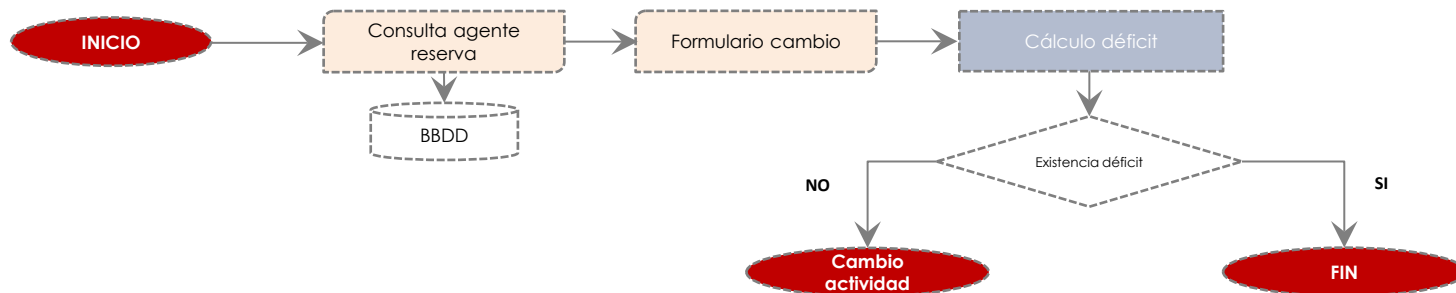 INICIO
Consulta agente
reserva
Formulario cambio
Cálculo déficit
BBDD
Existencia déficit
NO
SI
Cambio
actividad
FIN